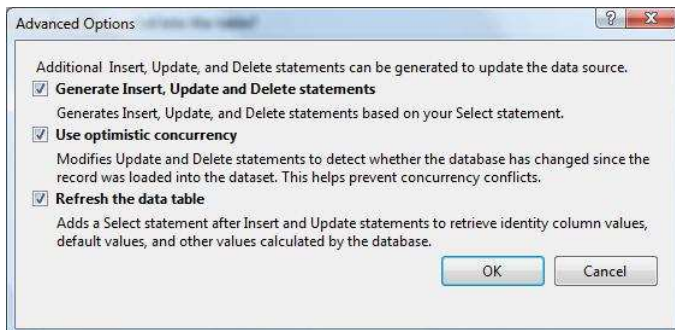 Advanced Options
Additional Insert, Update, and Delete statements can be generated to update the data source.
Generate Insert, Update and Delete statements
Generates Insert, Update, and Delete statements based on your Select statement.
Use optimistic concurrency
Modifies Update and Delete statements to detect whether the database has changed since the
record was loaded into the dataset. This helps prevent concurrency conflicts.
Refresh the data table
Adds a Select statement after Insert and Update statements to retrieve identity column values,
default values, and other values calculated by the database.
OK
Cancel